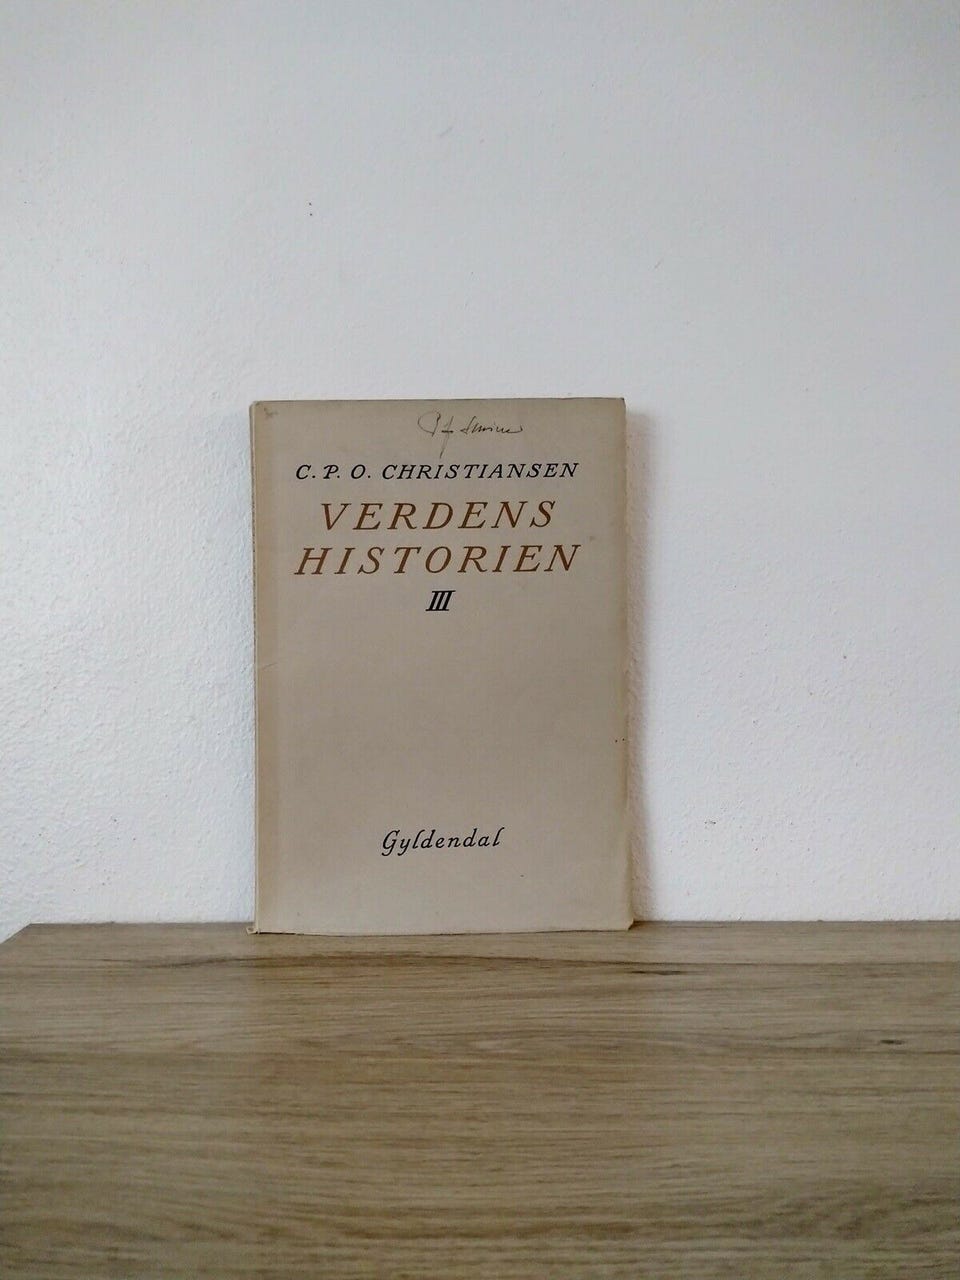 C. P. O. CHRISTIANSEN
VERDENS
HISTORIEN
III
Gyldendal